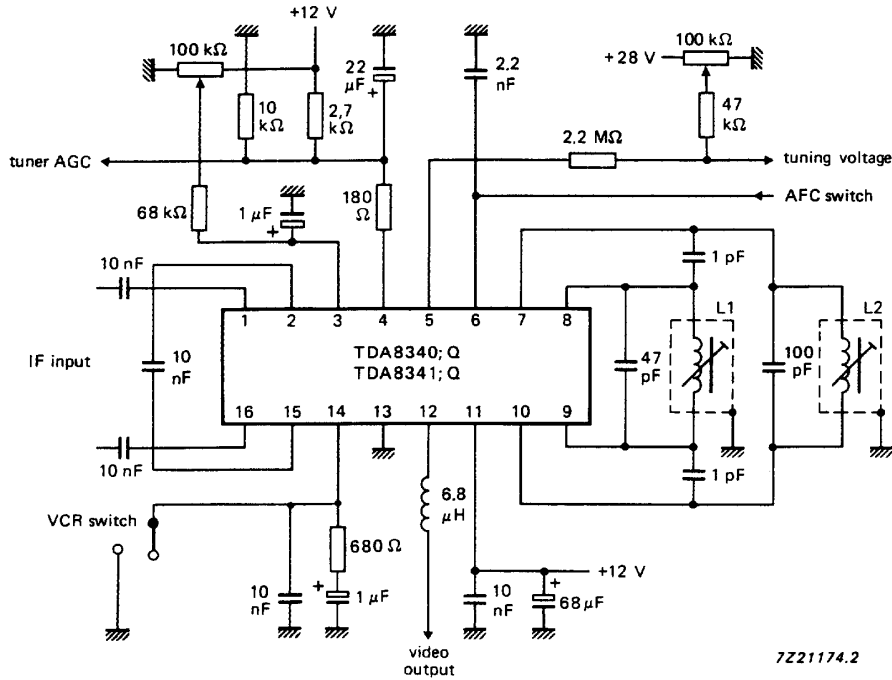 +12 V
100 kΩ
22 µF
+
2,2 nF
+28 V
100 kΩ
10 kΩ
2,7 kΩ
47 kΩ
2,2 MΩ
tuner AGC
tuning voltage
68 kΩ
1 µF
+
180 Ω
AFC switch
10 nF
1 pF
1 2 3 4 5 6 7 8
L1
L2
TDA8340; Q
TDA8341; Q
IF input
10 nF
47 pF
100 pF
16 15 14 13 12 11 10 9
10 nF
1 pF
6,8 µH
VCR switch
680 Ω
10 nF
+
1 µF
+12 V
10 nF
+
68 µF
video output
7Z21174.2